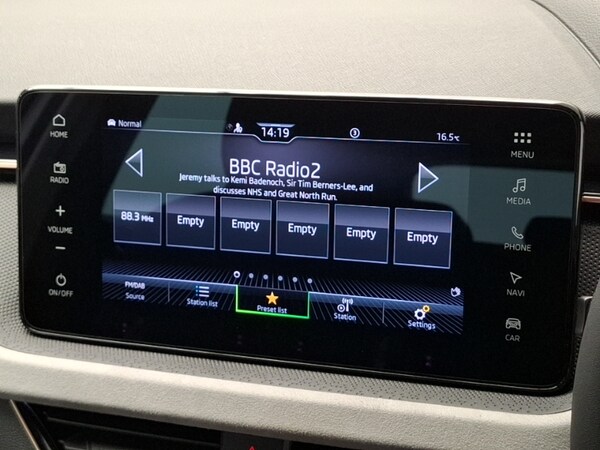 Normal
14:19
3
16.5°C
HOME
RADIO
VOLUME
ON/OFF
BBC Radio2
Jeremy talks to Kemi Badenoch, Sir Tim Berners-Lee, and
discusses NHS and Great North Run.
88.3 MHz
Empty
Empty
Empty
Empty
Empty
FM/DAB
Source
Station list
Preset list
Station
Settings
MENU
MEDIA
PHONE
NAVI
CAR